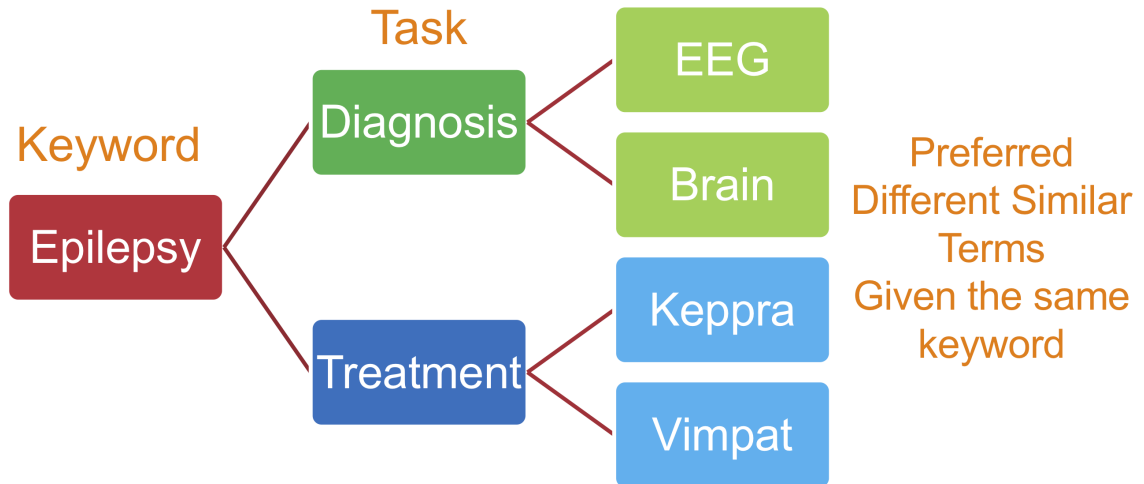 Keyword
Epilepsy
Task
Diagnosis
Treatment
EEG
Brain
Keppra
Vimpat
Preferred
Different Similar
Terms
Given the same
keyword